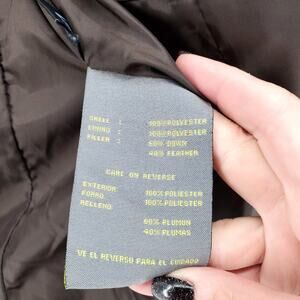 SHELL : 100%POLYESTER
LINING : 100%POLYESTER
FILLER : 60% DOWN
40% FEATHER
CARE ON REVERSE
EXTERIOR 100%POLIESTER
FORRO 100%POLIESTER
RELLENO
60% PLUMON
40%PLUMAS
VE EL REVERSO PARA EL CUIDADO